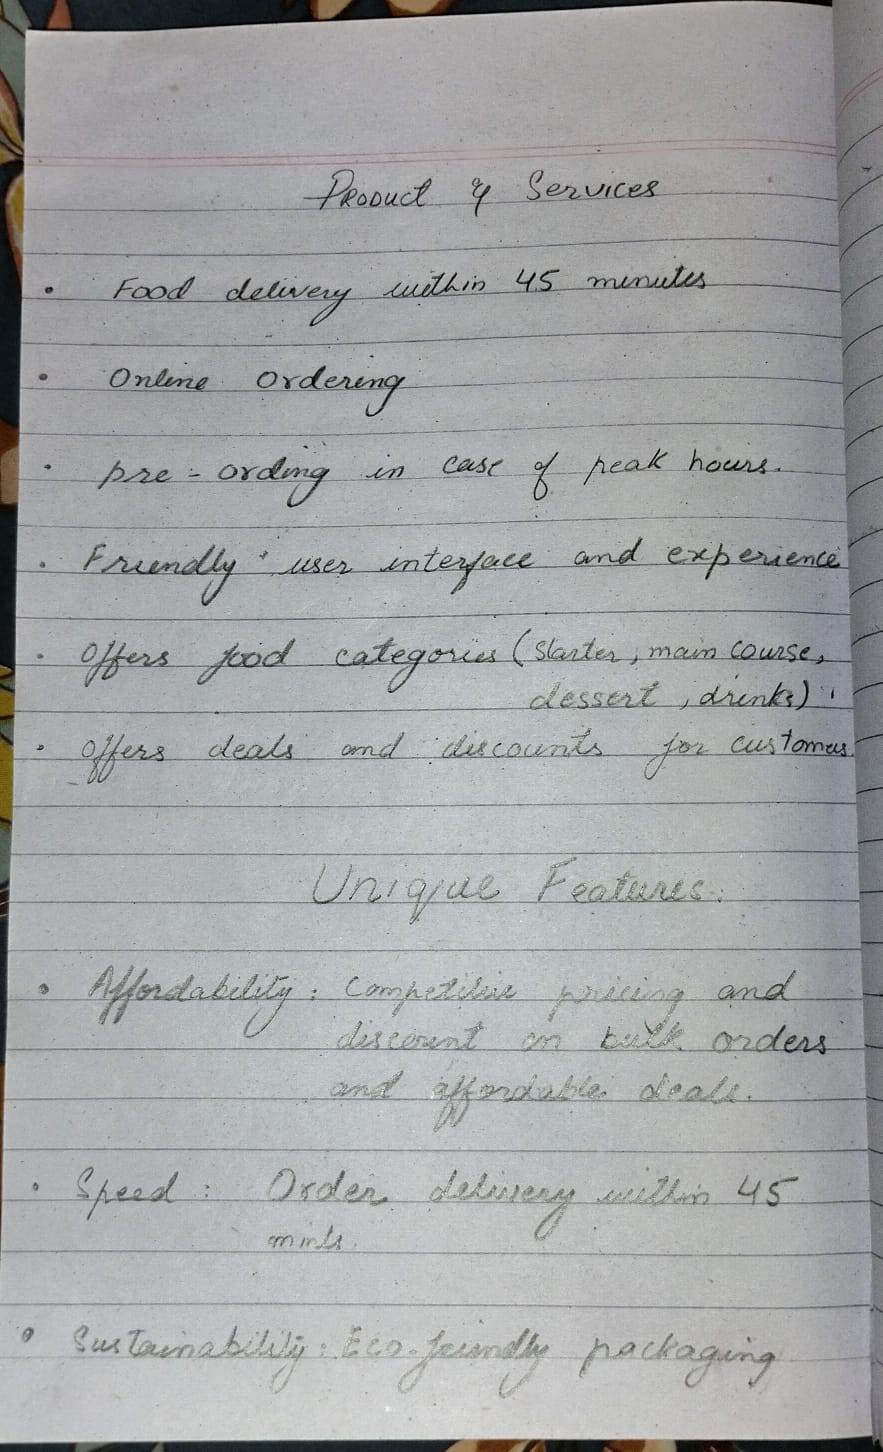 Product & Services
• Food delivery within 45 minutes
• Online Ordering
• pre-ording in case of peak hours.
• Friendly user interface and experience
• Offers food categories (Starter, main course,
dessert, drinks)
• Offers deals and discounts for customers
Unique Features.
• Affordability: Competitive pricing and
discount on bulk orders
and affordable deals.
• Speed: Order delivery within 45
mints.
• Sustainability: Eco-friendly packaging